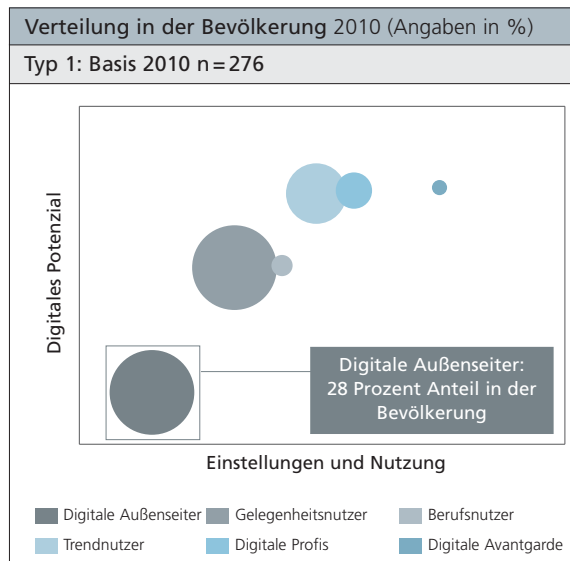 Verteilung in der Bevölkerung 2010 (Angaben in %)
Typ 1: Basis 2010 n = 276
Digitales Potenzial
Digitale Außenseiter:
28 Prozent Anteil in der
Bevölkerung
Einstellungen und Nutzung
Digitale Außenseiter
Gelegenheitsnutzer
Berufsnutzer
Trendnutzer
Digitale Profis
Digitale Avantgarde